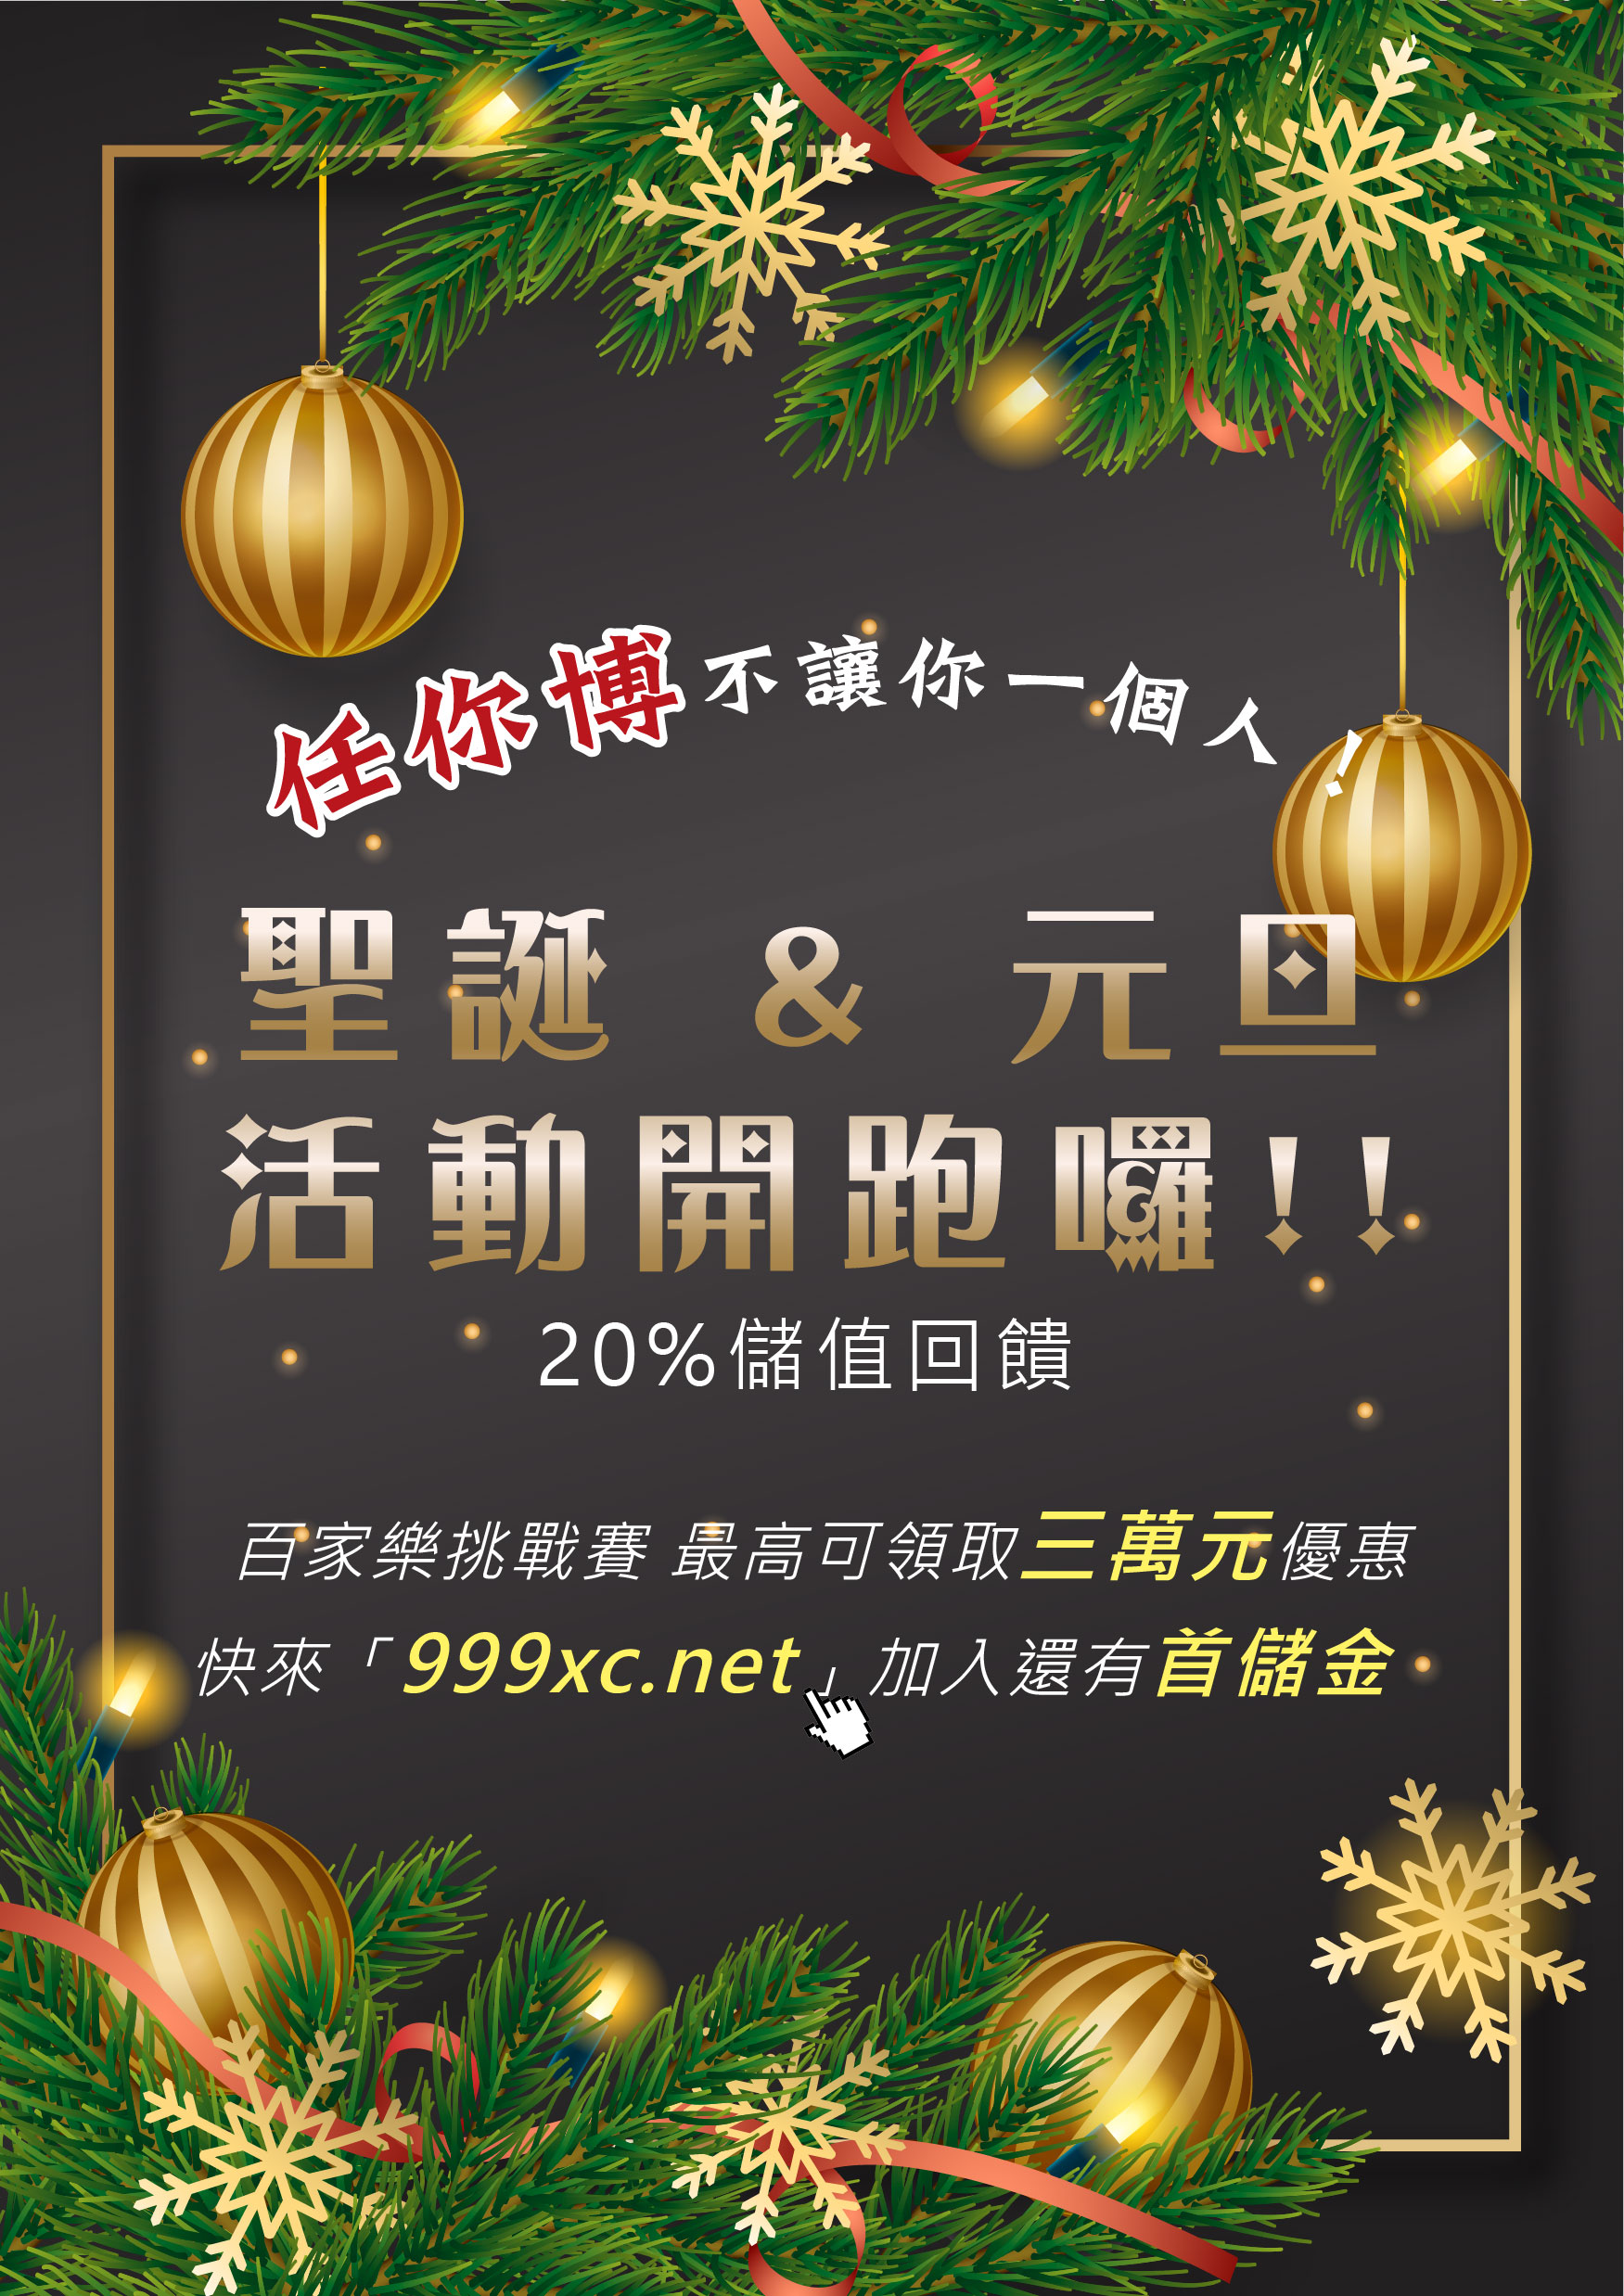 任你博不讓你一個人！
聖誕 & 元旦
活動開跑囉!!
20%儲值回饋
百家樂挑戰賽 最高可領取三萬元優惠
快來「999xc.net」加入還有首儲金